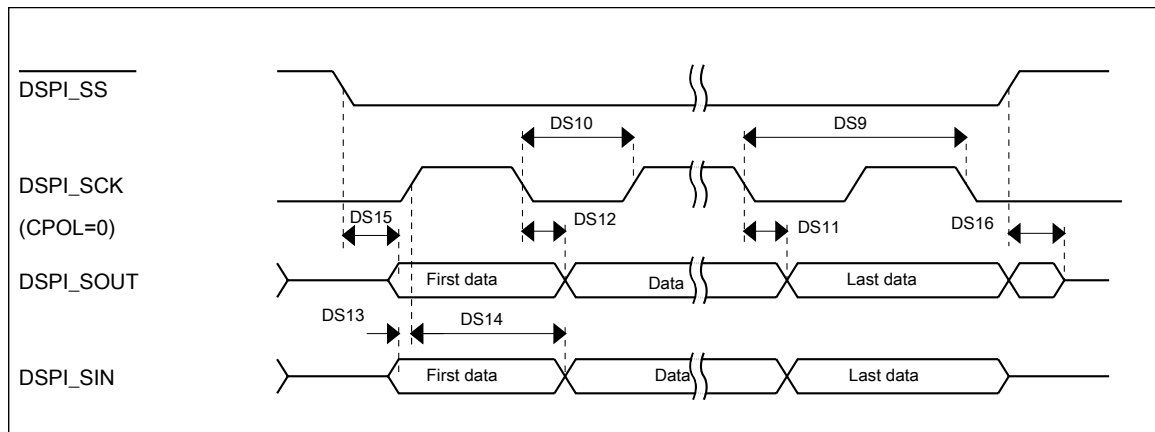 DSPI_SS
DS10
DS9
DSPI_SCK
(CPOL=0)
DS15
DS12
DS11
DS16
DSPI_SOUT
First data
Data
Last data
DS13
DS14
DSPI_SIN
First data
Data
Last data